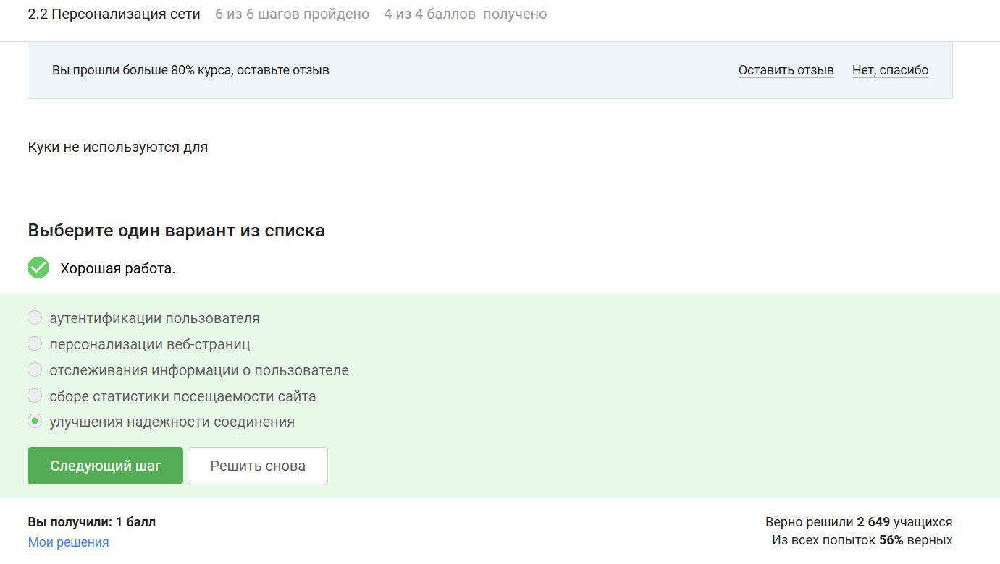 2.2 Персонализация сети 6 из 6 шагов пройдено 4 из 4 баллов получено
Вы прошли больше 80% курса, оставьте отзыв Оставить отзыв Нет, спасибо
Куки не используются для
Выберите один вариант из списка
Хорошая работа.
аутентификации пользователя
персонализации веб-страниц
отслеживания информации о пользователе
сборе статистики посещаемости сайта
улучшения надежности соединения
Следующий шаг Решить снова
Вы получили: 1 балл Верно решили 2 649 учащихся
Мои решения Из всех попыток 56% верных